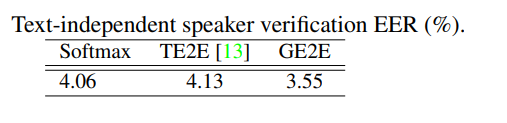 Text-independent speaker verification EER (%).
Softmax TE2E [13] GE2E
4.06 4.13 3.55